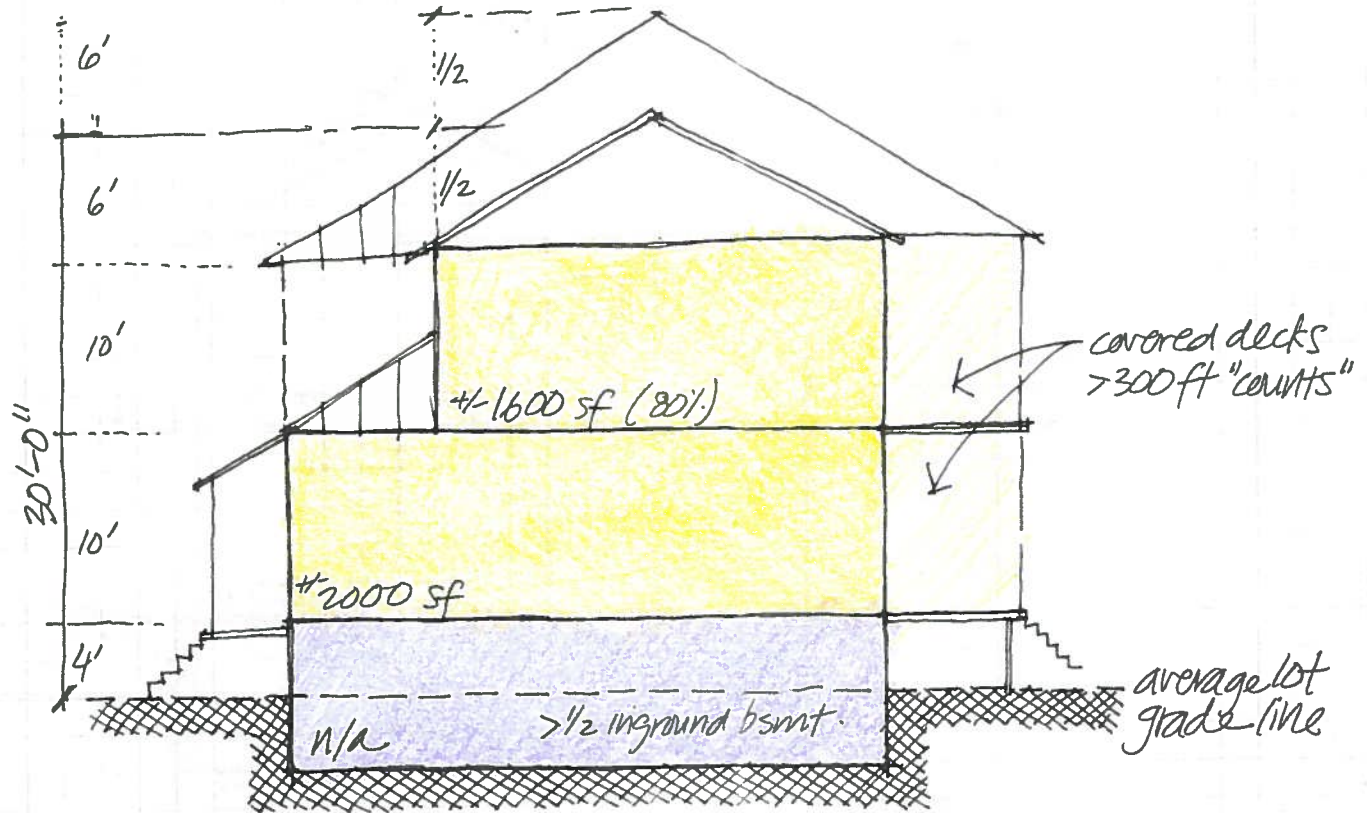 6'
1/2
6'
1/2
10'
covered decks
>300 ft "counts"
+/- 1600 sf (80%)
30'-0"
10'
+/- 2000 sf
4'
average lot
grade line
>1/2 inground bsmt.
n/a